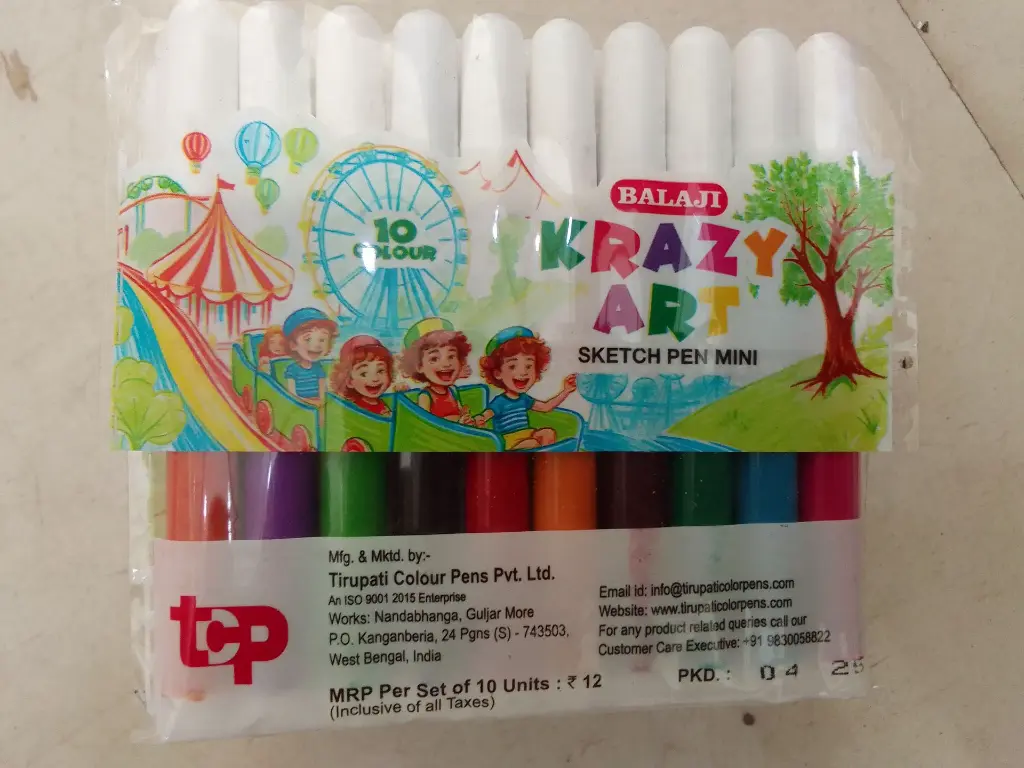 10
COLOUR
BALAJI
KRAZY
ART
SKETCH PEN MINI
tcp
Mfg. & Mktd. by:-
Tirupati Colour Pens Pvt. Ltd.
An ISO 9001 2015 Enterprise
Works: Nandabhanga, Guljar More
P.O. Kanganberia, 24 Pgns (S) - 743503,
West Bengal, India
MRP Per Set of 10 Units : ₹ 12
(Inclusive of all Taxes)
Email id: info@tirupaticolorpens.com
Website: www.tirupaticolorpens.com
For any product related queries call our
Customer Care Executive: +91 9830058822
PKD. : 04 25